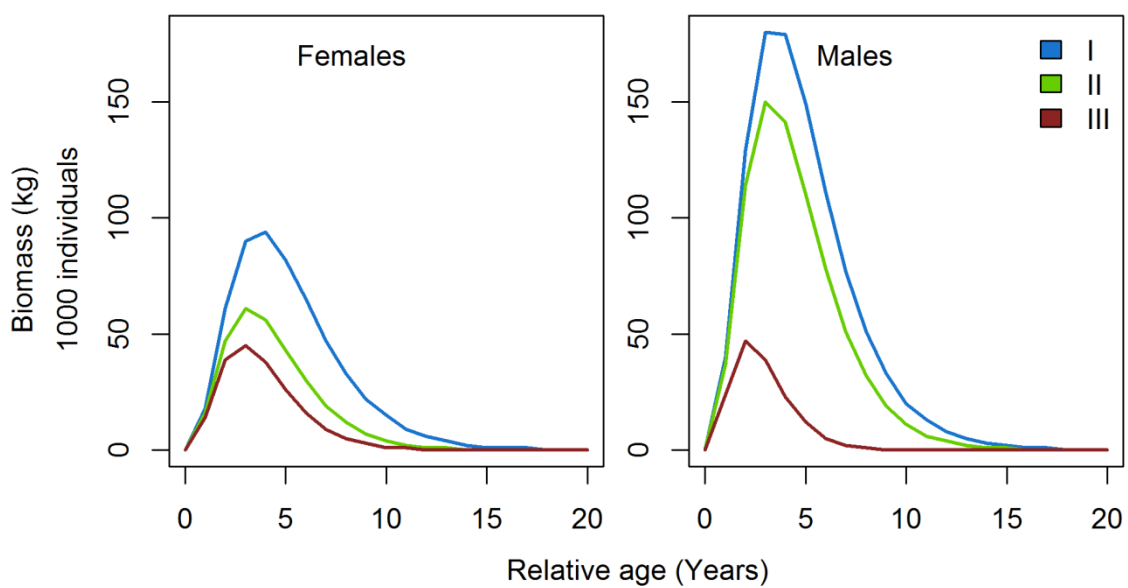 Females
Males
I
II
III
Biomass (kg)
1000 individuals
0
50
100
150
0
50
100
150
0 5 10 15 20
0 5 10 15 20
Relative age (Years)